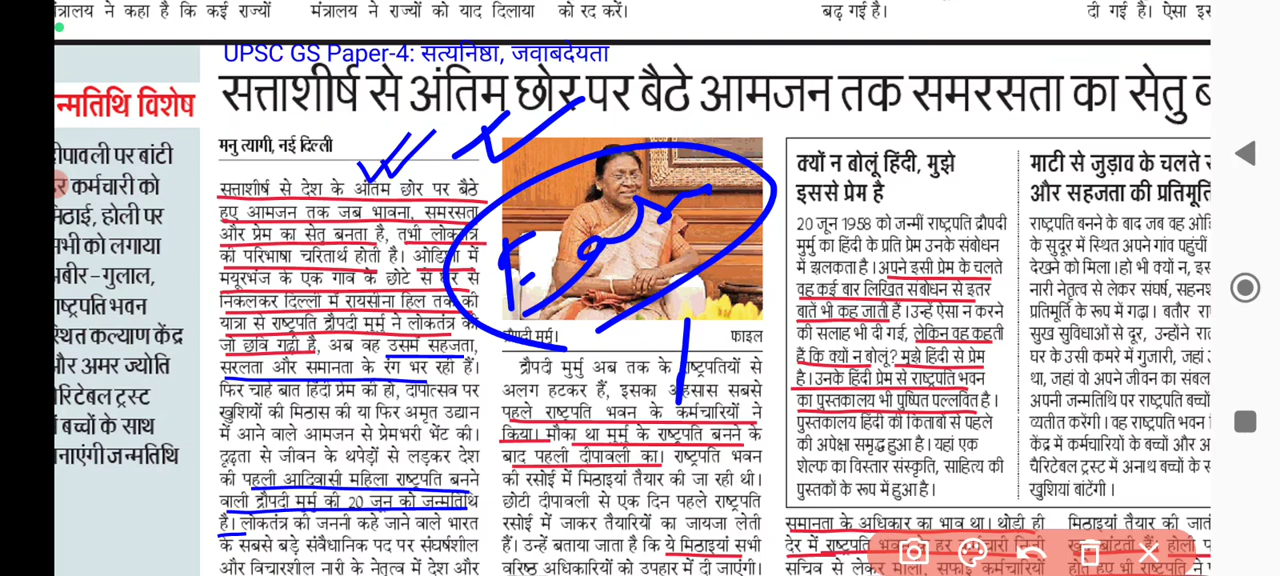 मंत्रालय ने कहा है कि कई राज्यों
मंत्रालय ने राज्यों को याद दिलाया
को रद करें।
बढ़ गई है।
दी गई है। ऐसा इस
UPSC GS Paper-4: सत्यनिष्ठा, जवाबदेयता
सत्ताशीर्ष से अंतिम छोर पर बैठे आमजन तक समरसता का सेतु ब
न्मतिथि विशेष
दीपावली पर बांटी
कर्मचारी को
मिठाई, होली पर
सभी को लगाया
अबीर-गुलाल,
राष्ट्रपति भवन
स्थित कल्याण केंद्र
और अमर ज्योति
चैरिटेबल ट्रस्ट
बच्चों के साथ
मनाएंगी जन्मतिथि
मनु त्यागी, नई दिल्ली
सत्ताशीर्ष से देश के अंतिम छोर पर बैठे
हुए आमजन तक जब भावना, समरसता
और प्रेम का सेतु बनता है, तभी लोकतंत्र
की परिभाषा चरितार्थ होती है। ओडिशा में
मयूरभंज के एक गांव के छोटे से घर से
निकलकर दिल्ली में रायसीना हिल तक की
यात्रा से राष्ट्रपति द्रौपदी मुर्मु ने लोकतंत्र की
जो छवि गढ़ी है, अब वह उसमें सहजता,
सरलता और समानता के रंग भर रही हैं।
फिर चाहे बात हिंदी प्रेम की हो, दीपोत्सव पर
खुशियों की मिठास की या फिर अमृत उद्यान
में आने वाले आमजन से प्रेमभरी भेंट की।
दृढ़ता से जीवन के थपेड़ों से लड़कर देश
की पहली आदिवासी महिला राष्ट्रपति बनने
वाली द्रौपदी मुर्मु की 20 जून को जन्मतिथि
है। लोकतंत्र की जननी कहे जाने वाले भारत
के सबसे बड़े संवैधानिक पद पर संघर्षशील
और विचारशील नारी के नेतृत्व में देश और
द्रौपदी मुर्मु।
फाइल
द्रौपदी मुर्मु अब तक के राष्ट्रपतियों से
अलग हटकर हैं, इसका अहसास सबसे
पहले राष्ट्रपति भवन के कर्मचारियों ने
किया। मौका था मुर्मु के राष्ट्रपति बनने के
बाद पहली दीपावली का। राष्ट्रपति भवन
की रसोई में मिठाइयां तैयार की जा रही थीं।
छोटी दीपावली से एक दिन पहले राष्ट्रपति
रसोई में जाकर तैयारियों का जायजा लेती
हैं। उन्हें बताया जाता है कि ये मिठाइयां सभी
वरिष्ठ अधिकारियों को उपहार में दी जाएंगी।
क्यों न बोलूं हिंदी, मुझे
इससे प्रेम है
20 जून 1958 को जन्मीं राष्ट्रपति द्रौपदी
मुर्मु का हिंदी के प्रति प्रेम उनके संबोधन
में झलकता है। अपने इसी प्रेम के चलते
वह कई बार लिखित संबोधन से इतर
बातें भी कह जाती हैं। उन्हें ऐसा न करने
की सलाह भी दी गई, लेकिन वह कहती
हैं कि क्यों न बोलूं? मुझे हिंदी से प्रेम
है। उनके हिंदी प्रेम से राष्ट्रपति भवन
का पुस्तकालय भी पुष्पित पल्लवित है।
पुस्तकालय हिंदी की किताबों से पहले
की अपेक्षा समृद्ध हुआ है। यहां एक
शेल्फ का विस्तार संस्कृति, साहित्य की
पुस्तकों के रूप में हुआ है।
माटी से जुड़ाव के चलते
और सहजता की प्रतिमूर्ति
राष्ट्रपति बनने के बाद जब वह ओडि
के सुदूर में स्थित अपने गांव पहुंचीं
देखने को मिला। हो भी क्यों न, इस
नारी नेतृत्व से लेकर संघर्ष, सहनश
प्रतिमूर्ति के रूप में गढ़ा। बतौर रा
सुख सुविधाओं से दूर, उन्होंने रा
घर के उसी कमरे में गुजारी, जहां
था, जहां वो अपने जीवन का संबल
अपनी जन्मतिथि पर राष्ट्रपति बच्चों
व्यतीत करेंगी। वह राष्ट्रपति भवन
केंद्र में कर्मचारियों के बच्चों और अ
चैरिटेबल ट्रस्ट में अनाथ बच्चों के स
खुशियां बांटेंगी।
समानता के अधिकार का भाव था। थोड़ी ही
देर में राष्ट्रपति
सचिव से लेकर माली, सफाई कर्मचारियों
मिठाइयां तैयार की जातं
होली प